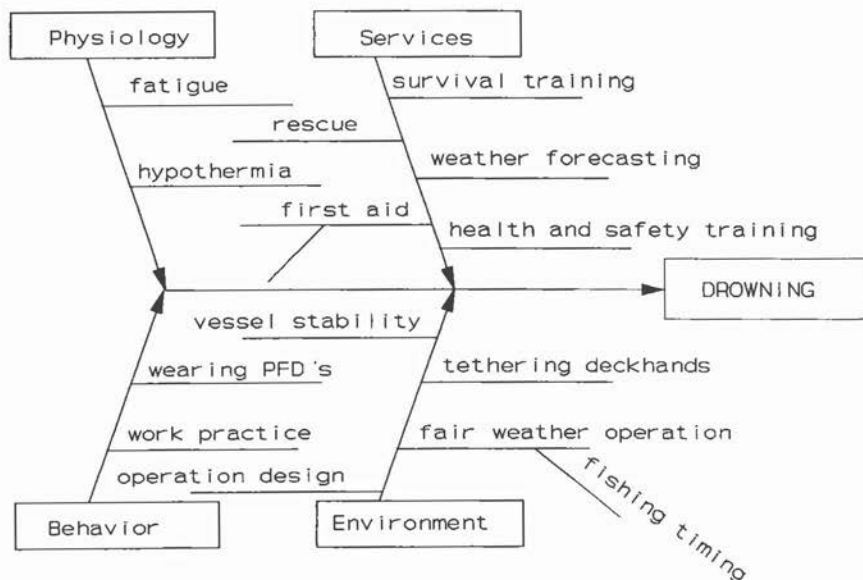 Physiology
Services
fatigue
survival training
rescue
hypothermia
weather forecasting
first aid
health and safety training
DROWNING
vessel stability
wearing PFD's
tethering deckhands
work practice
fair weather operation
operation design
fishing timing
Behavior
Environment